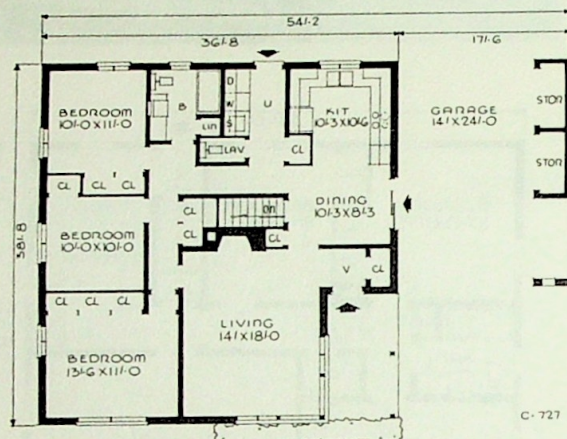 54'-2
36'-8
17'-6
38'-8
BEDROOM
10'-0 X 11'-0
B
LIN
D
W
S
U
LAV
KIT
10'-3 X 10'-6
CL
GARAGE
14' X 24'-0
STOR
STOR
CL
CL
CL
BEDROOM
10'-0 X 10'-0
CL
CL
DN
CL
DINING
10'-3 X 8'-3
V
CL
CL
CL
CL
LIVING
14' X 18'-0
BEDROOM
13'-6 X 11'-0
C-727